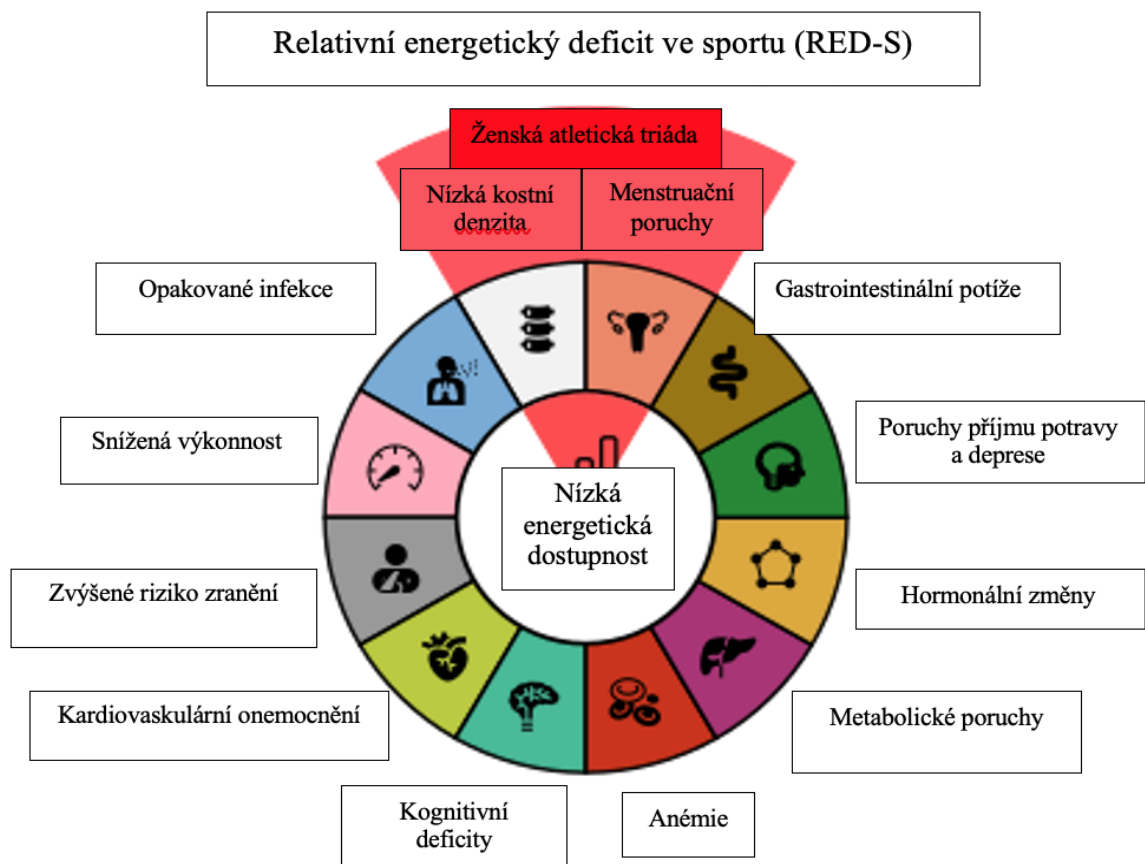 Relativní energetický deficit ve sportu (RED-S)
Ženská atletická triáda
Nízká kostní
denzita
Menstruační
poruchy
Opakované infekce
Gastrointestinální potíže
Snížená výkonnost
Poruchy příjmu potravy
a deprese
Nízká
energetická
dostupnost
Zvýšené riziko zranění
Hormonální změny
Kardiovaskulární onemocnění
Metabolické poruchy
Kognitivní
deficity
Anémie